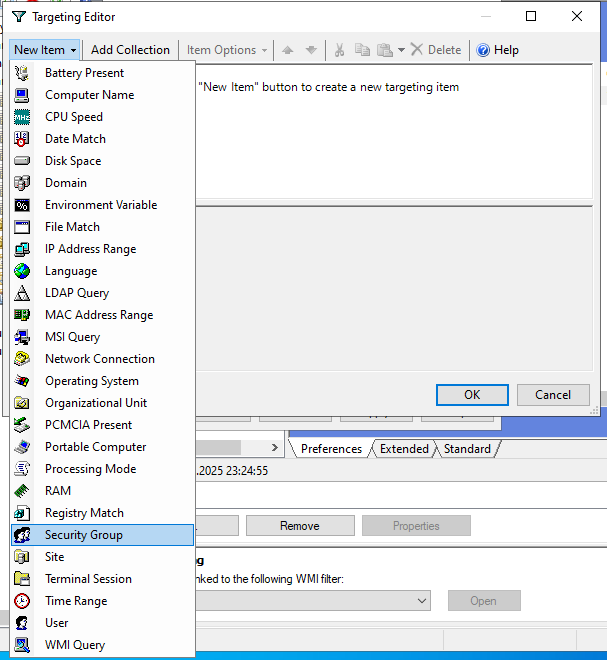 Targeting Editor
New Item Add Collection Item Options Delete Help
Battery Present
"New Item" button to create a new targeting item
Computer Name
CPU Speed
Date Match
Disk Space
Domain
Environment Variable
File Match
IP Address Range
Language
LDAP Query
MAC Address Range
MSI Query
Network Connection
Operating System
OK Cancel
Organizational Unit
PCMCIA Present
Portable Computer
Preferences Extended Standard
Processing Mode
.2025 23:24:55
RAM
Registry Match
Remove Properties
Security Group
Site
Terminal Session
nked to the following WMI filter:
Time Range
Open
User
WMI Query